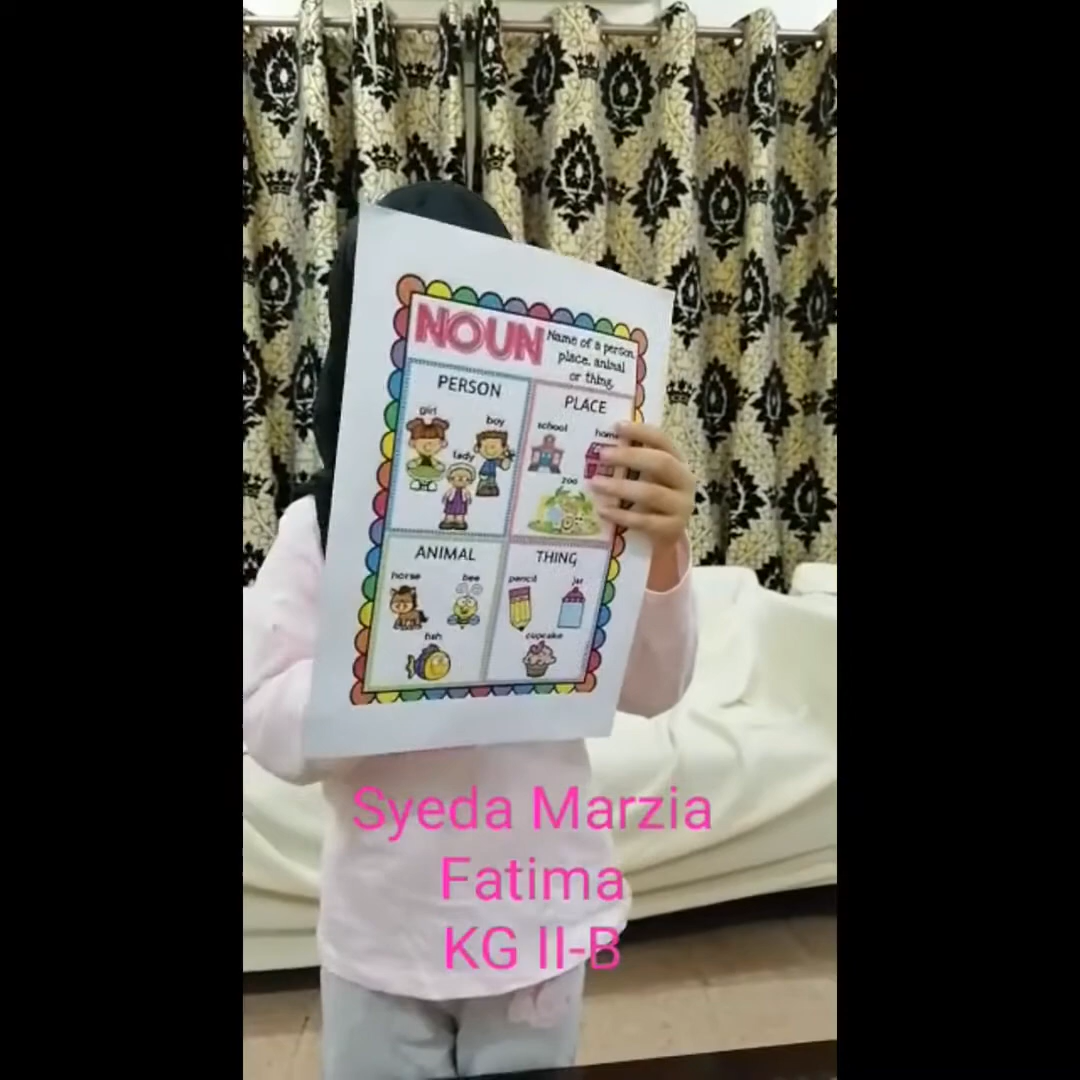 NOUN
Name of a person,
place, animal
or thing.
PERSON
girl
boy
lady
PLACE
school
home
zoo
ANIMAL
horse
bee
fish
THING
pencil
jar
cupcake
Syeda Marzia
Fatima
KG II-B